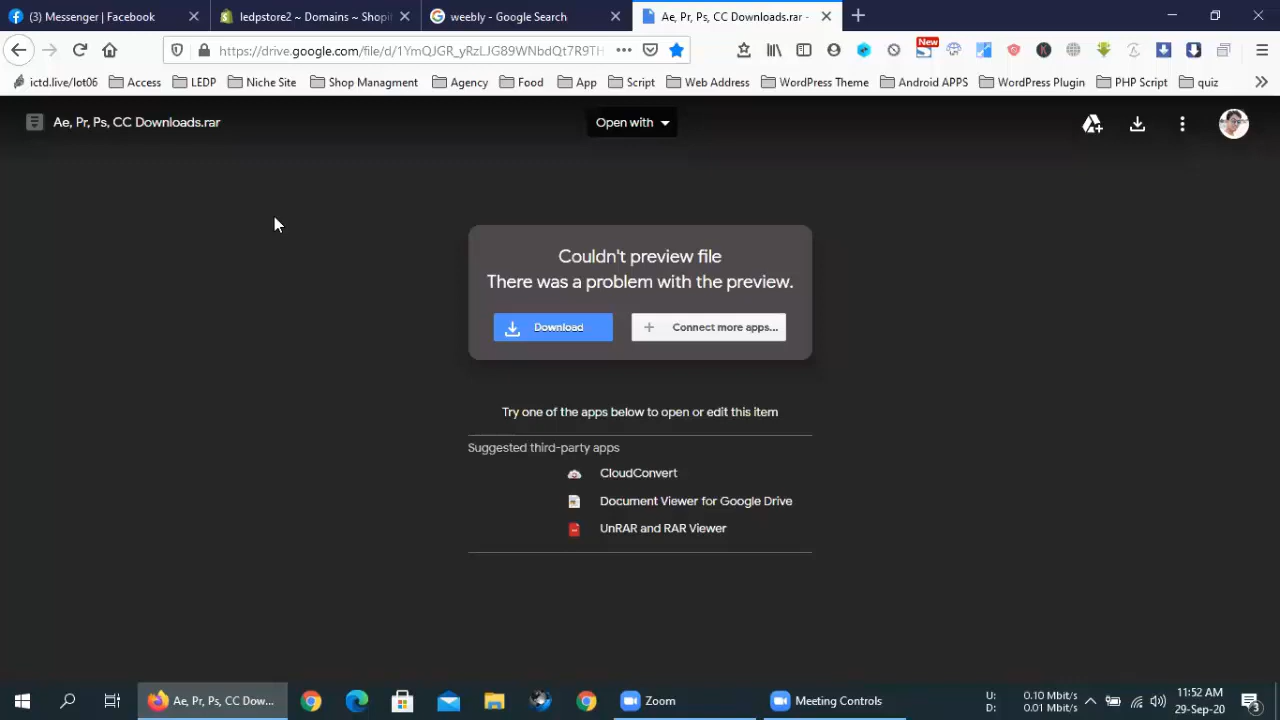 (3) Messenger | Facebook
ledpstore2 ~ Domains ~ Shopi
weebly - Google Search
Ae, Pr, Ps, CC Downloads.rar -
https://drive.google.com/file/d/1YmQJGR_yRzLJG89WNbdQt7R9TH
New
ictd.live/lot06
Access
LEDP
Niche Site
Shop Managment
Agency
Food
App
Script
Web Address
WordPress Theme
Android APPS
WordPress Plugin
PHP Script
quiz
Ae, Pr, Ps, CC Downloads.rar
Open with
Couldn't preview file
There was a problem with the preview.
Download
Connect more apps...
Try one of the apps below to open or edit this item
Suggested third-party apps
CloudConvert
Document Viewer for Google Drive
UnRAR and RAR Viewer
Ae, Pr, Ps, CC Dow...
Zoom
Meeting Controls
U: 0.10 Mbit/s
D: 0.01 Mbit/s
11:52 AM
29-Sep-20
3